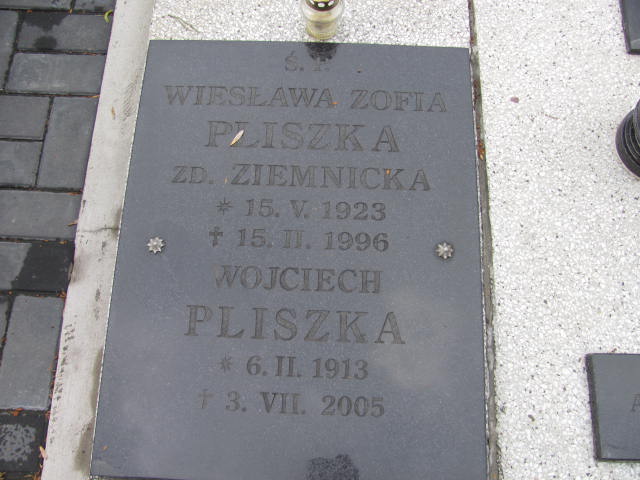 Ś. P.
WIESŁAWA ZOFIA
PLISZKA
ZD. ZIEMNICKA
* 15. V. 1923
† 15. II. 1996
WOJCIECH
PLISZKA
* 6. II. 1913
† 3. VII. 2005